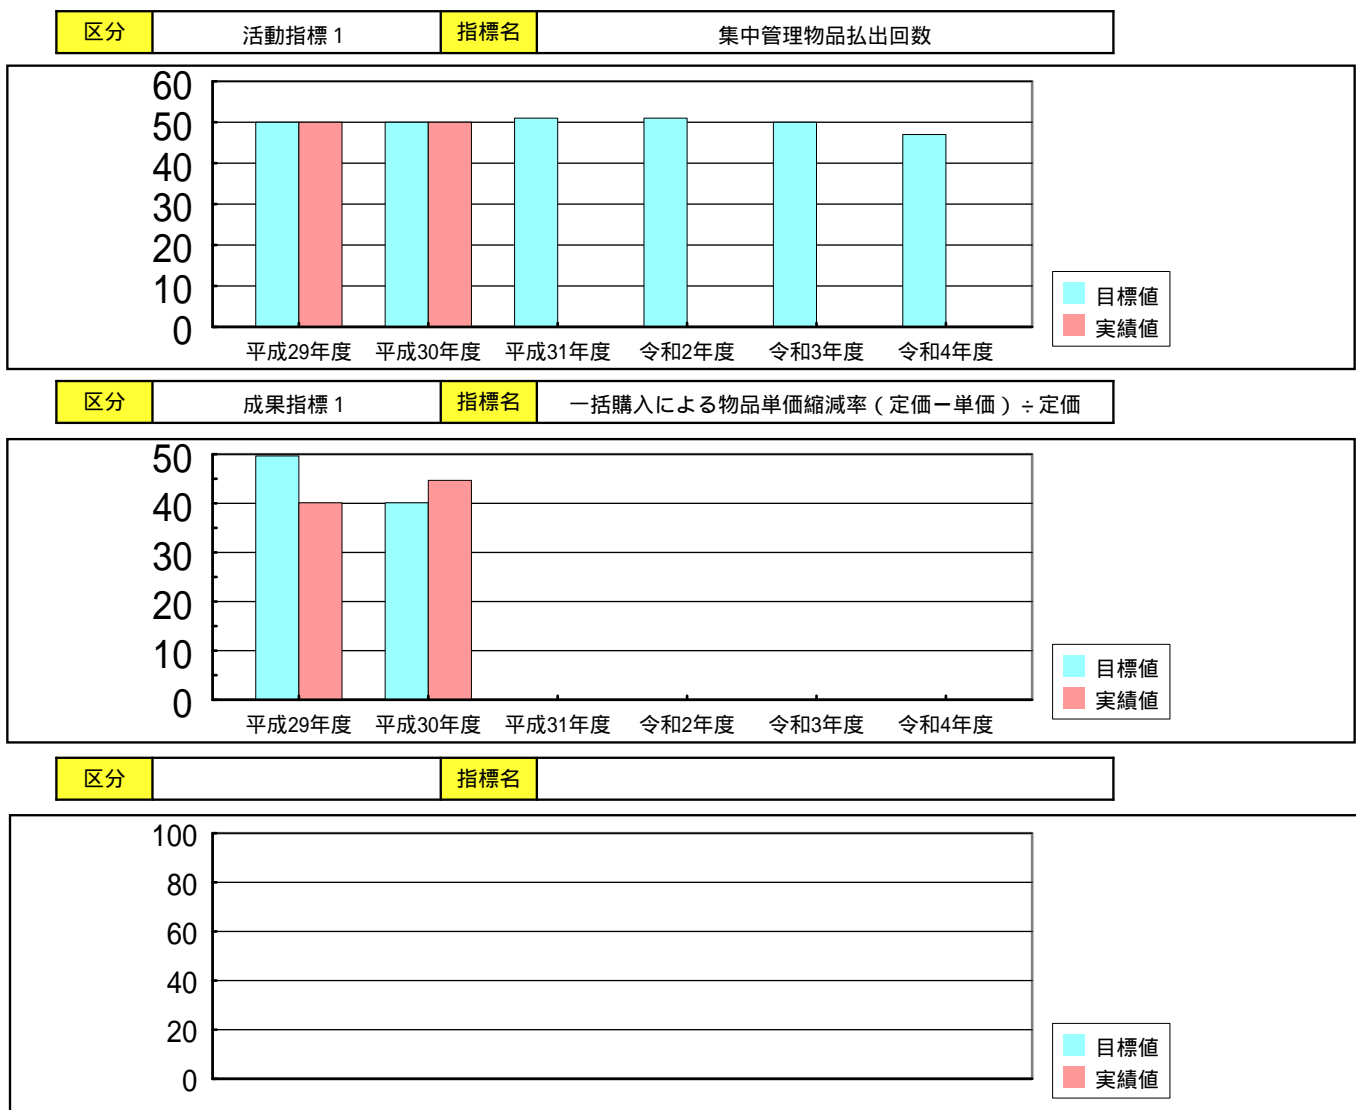 区分 活動指標1 指標名 集中管理物品払出回数
60
50
40
30
20
10
0
平成29年度 平成30年度 平成31年度 令和2年度 令和3年度 令和4年度
目標値
実績値
区分 成果指標1 指標名 一括購入による物品単価縮減率(定価ー単価)÷定価
50
40
30
20
10
0
平成29年度 平成30年度 平成31年度 令和2年度 令和3年度 令和4年度
目標値
実績値
区分 指標名
100
80
60
40
20
0
目標値
実績値